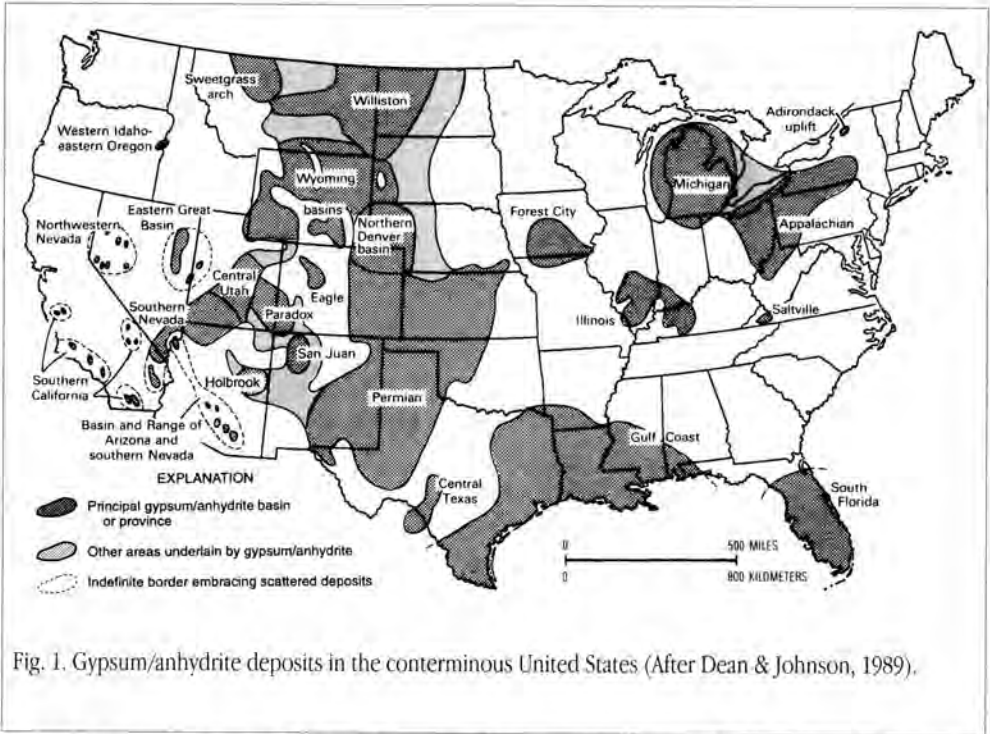 Sweetgrass
arch
Williston
Adirondack
uplift
Western Idaho-
eastern Oregon
Wyoming
basins
Michigan
Northwestern
Nevada
Eastern Great
Basin
Northern
Denver
basin
Forest City
Appalachian
Central
Utah
Eagle
Southern
Nevada
Paradox
Illinois
Saltville
San Juan
Southern
California
Holbrook
Permian
Basin and Range of
Arizona and
southern Nevada
Gulf Coast
Central
Texas
South
Florida
EXPLANATION
Principal gypsum/anhydrite basin
or province
Other areas underlain by gypsum/anhydrite
Indefinite border embracing scattered deposits
0 500 MILES
0 800 KILOMETERS
Fig. 1. Gypsum/anhydrite deposits in the conterminous United States (After Dean & Johnson, 1989).